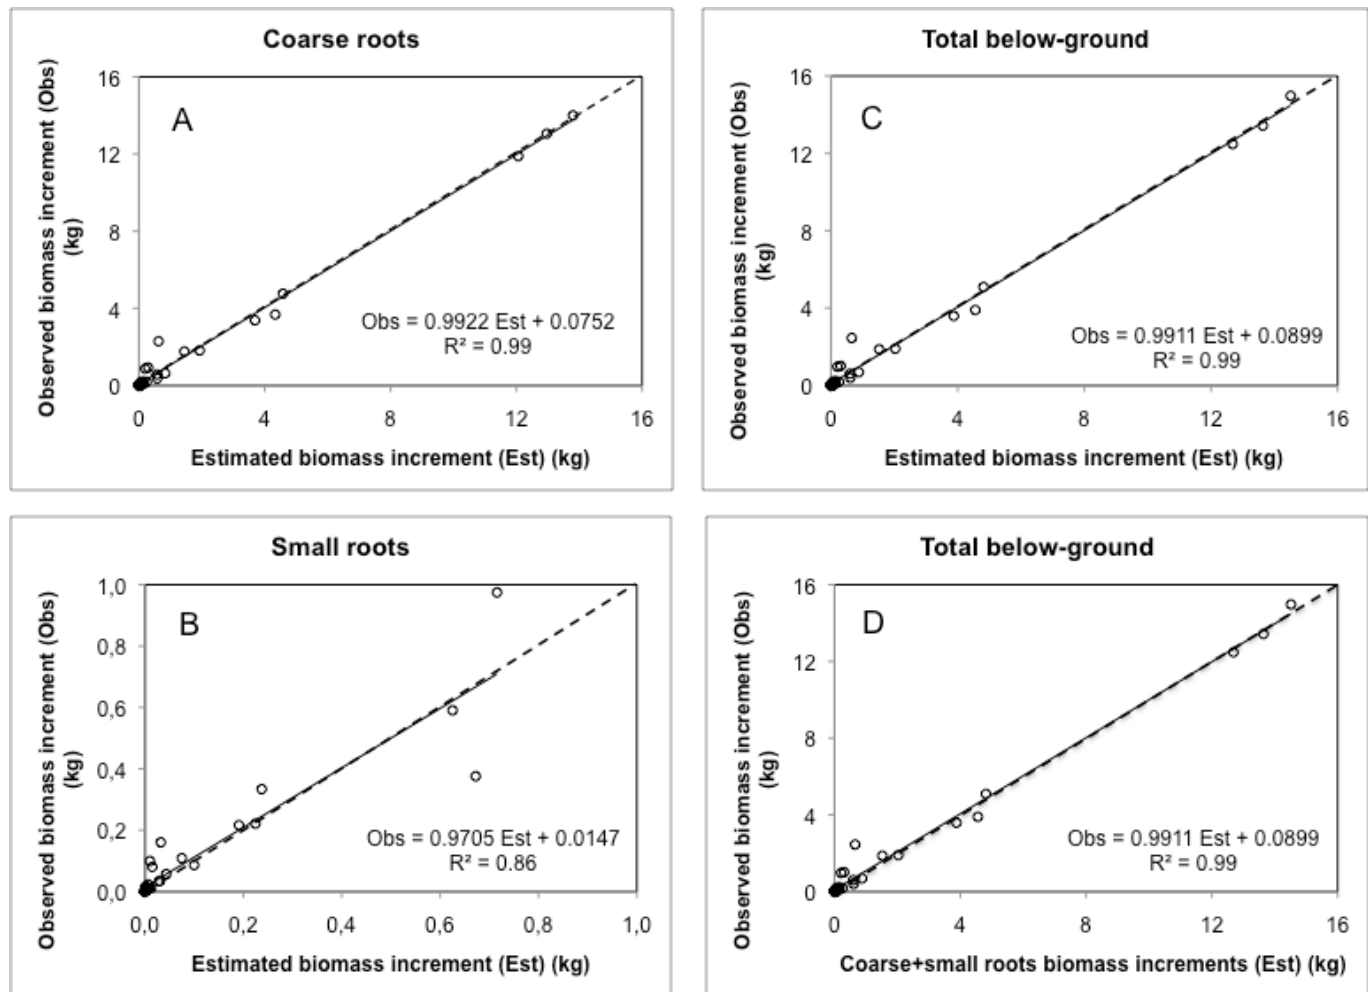 Coarse roots
Observed biomass increment (Obs)
(kg)
16
12
8
4
0
A
Obs = 0.9922 Est + 0.0752
R² = 0.99
0 4 8 12 16
Estimated biomass increment (Est) (kg)
Total below-ground
Observed biomass increment (Obs)
(kg)
16
12
8
4
0
C
Obs = 0.9911 Est + 0.0899
R² = 0.99
0 4 8 12 16
Estimated biomass increment (Est) (kg)
Small roots
Observed biomass increment (Obs)
(kg)
1,0
0,8
0,6
0,4
0,2
0,0
B
Obs = 0.9705 Est + 0.0147
R² = 0.86
0,0 0,2 0,4 0,6 0,8 1,0
Estimated biomass increment (Est) (kg)
Total below-ground
Observed biomass increment (Obs)
(kg)
16
12
8
4
0
D
Obs = 0.9911 Est + 0.0899
R² = 0.99
0 4 8 12 16
Coarse+small roots biomass increments (Est) (kg)